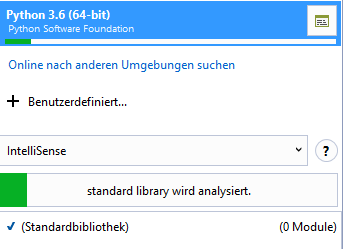 Python 3.6 (64-bit)
Python Software Foundation
Online nach anderen Umgebungen suchen
Benutzerdefiniert...
IntelliSense
?
standard library wird analysiert.
(Standardbibliothek) (0 Module)